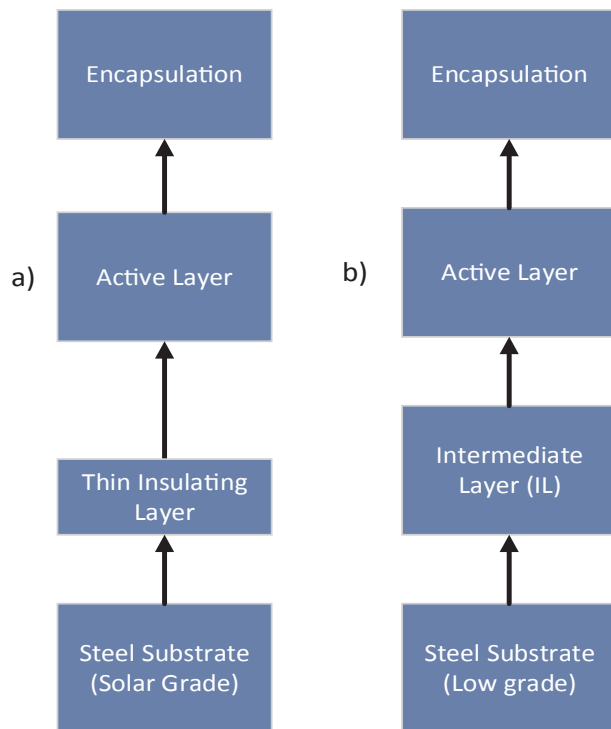 a)
Encapsulation
Active Layer
Thin Insulating
Layer
Steel Substrate
(Solar Grade)
b)
Encapsulation
Active Layer
Intermediate
Layer (IL)
Steel Substrate
(Low grade)